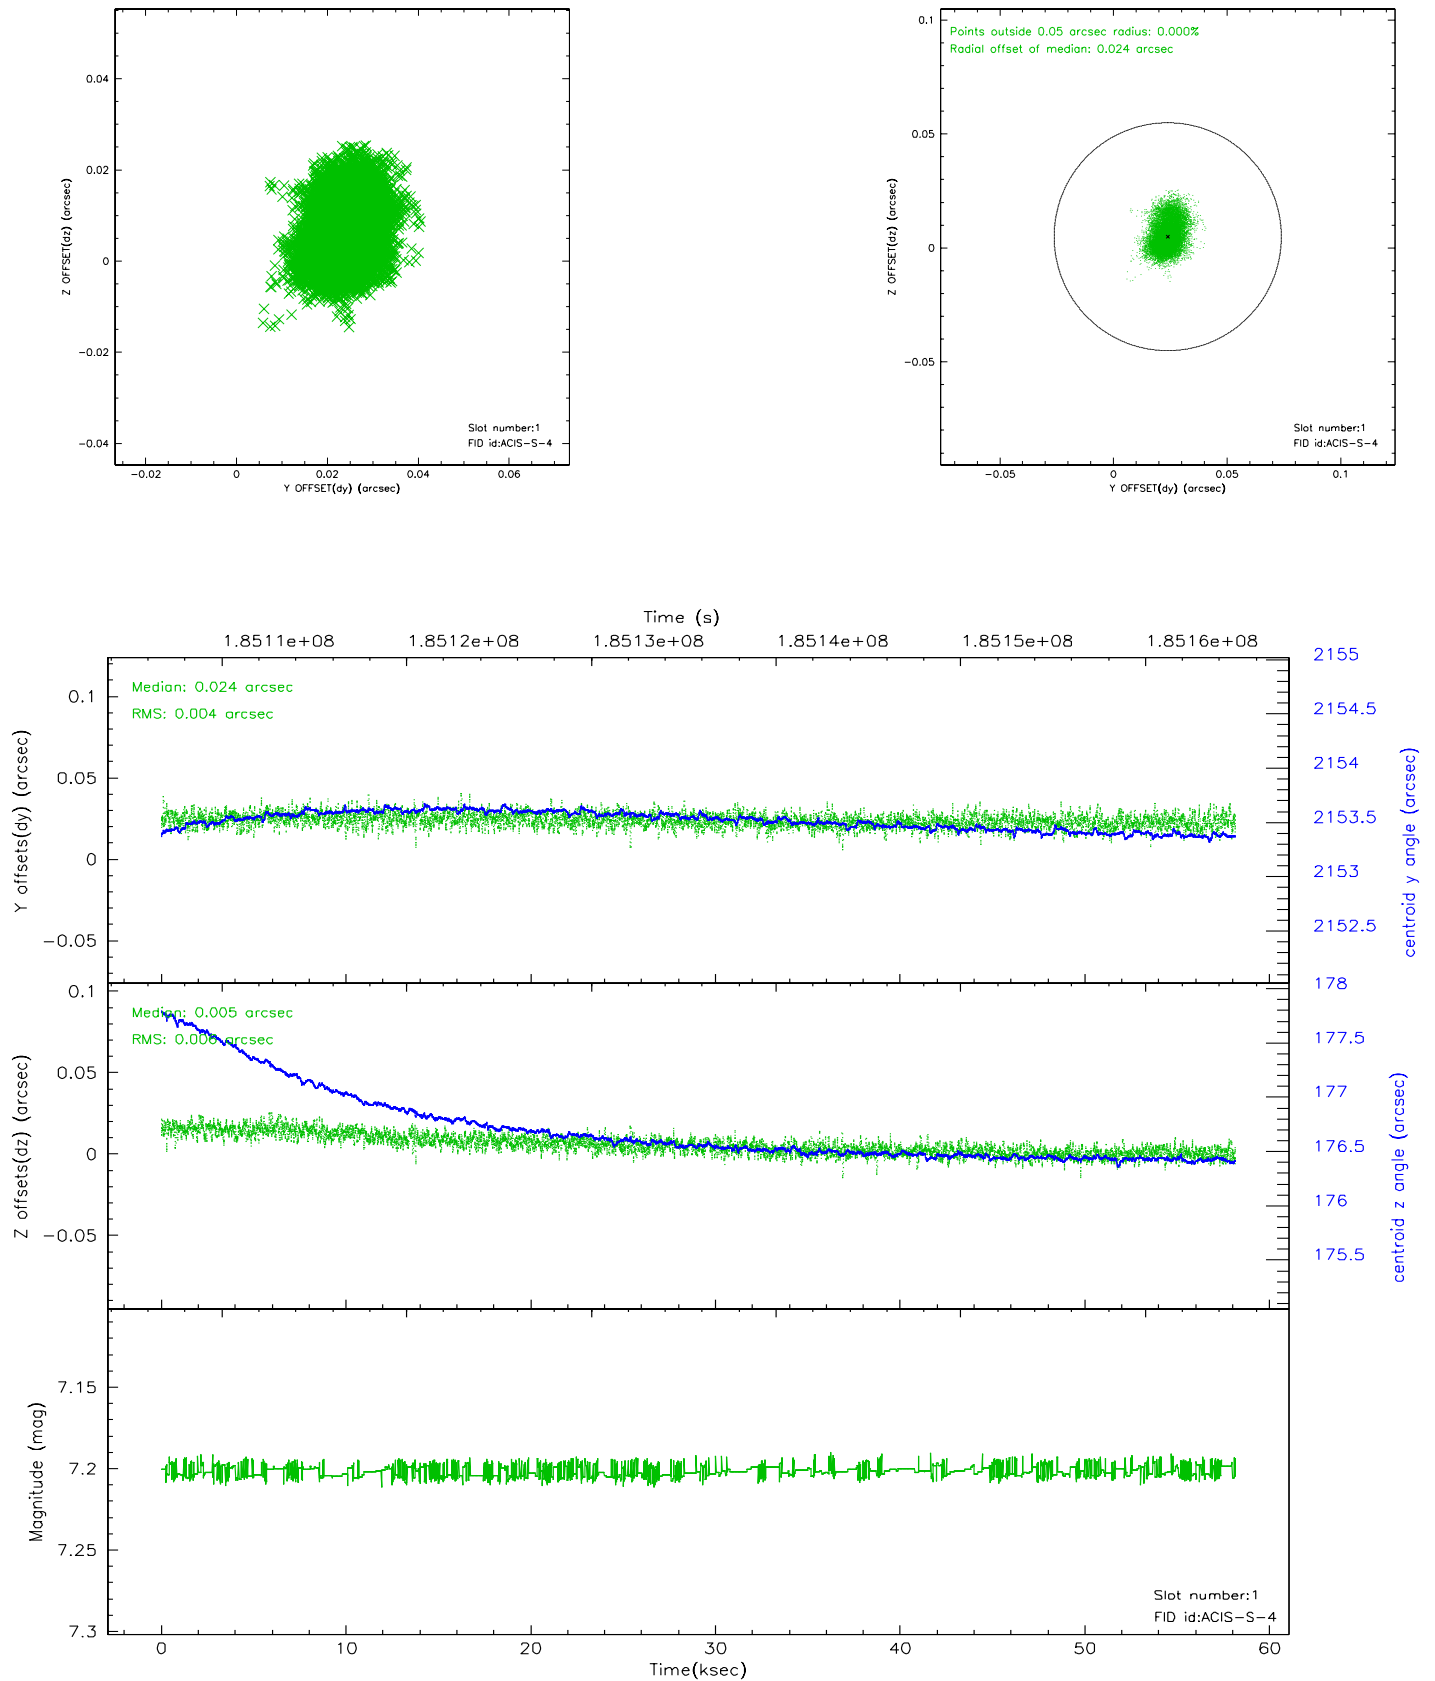 0.04
0.02
0
−0.02
−0.04
Z OFFSET(dz) (arcsec)
Slot number:1
FID id:ACIS−S−4
−0.02 0 0.02 0.04 0.06
Y OFFSET(dy) (arcsec)
Points outside 0.05 arcsec radius: 0.000%
Radial offset of median: 0.024 arcsec
0.1
0.05
0
−0.05
Z OFFSET(dz) (arcsec)
Slot number:1
FID id:ACIS−S−4
−0.05 0 0.05 0.1
Y OFFSET(dy) (arcsec)
Time (s)
1.8511e+08 1.8512e+08 1.8513e+08 1.8514e+08 1.8515e+08 1.8516e+08
Median: 0.024 arcsec
RMS: 0.004 arcsec
0.1
0.05
0
−0.05
Y offsets(dy) (arcsec)
2155
2154.5
2154
2153.5
2153
2152.5
centroid y angle (arcsec)
Median: 0.005 arcsec
RMS: 0.006 arcsec
0.1
0.05
0
−0.05
Z offsets(dz) (arcsec)
178
177.5
177
176.5
176
175.5
centroid z angle (arcsec)
7.15
7.2
7.25
7.3
Magnitude (mag)
Slot number:1
FID id:ACIS−S−4
0 10 20 30 40 50 60
Time(ksec)